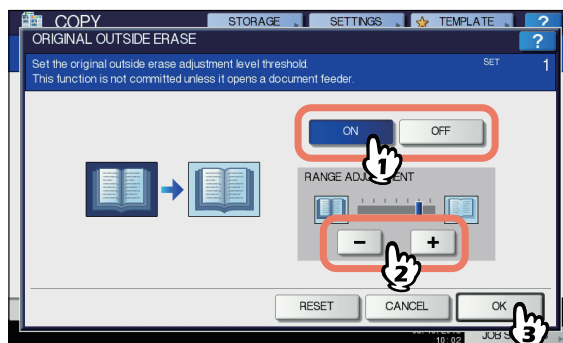 COPY STORAGE SETTINGS TEMPLATE ?
ORIGINAL OUTSIDE ERASE ?
Set the original outside erase adjustment level threshold. SET 1
This function is not committed unless it opens a document feeder.
ON OFF
1
RANGE ADJ ENT
- +
2
RESET CANCEL OK
3
10:02 JOB S